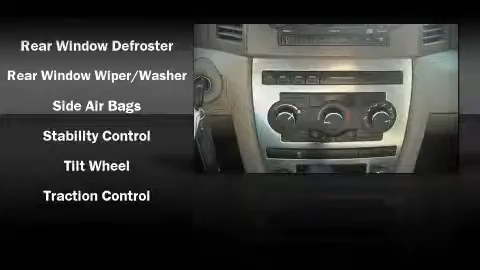 Rear Window Defroster
Rear Window Wiper/Washer
Side Air Bags
Stability Control
Tilt Wheel
Traction Control